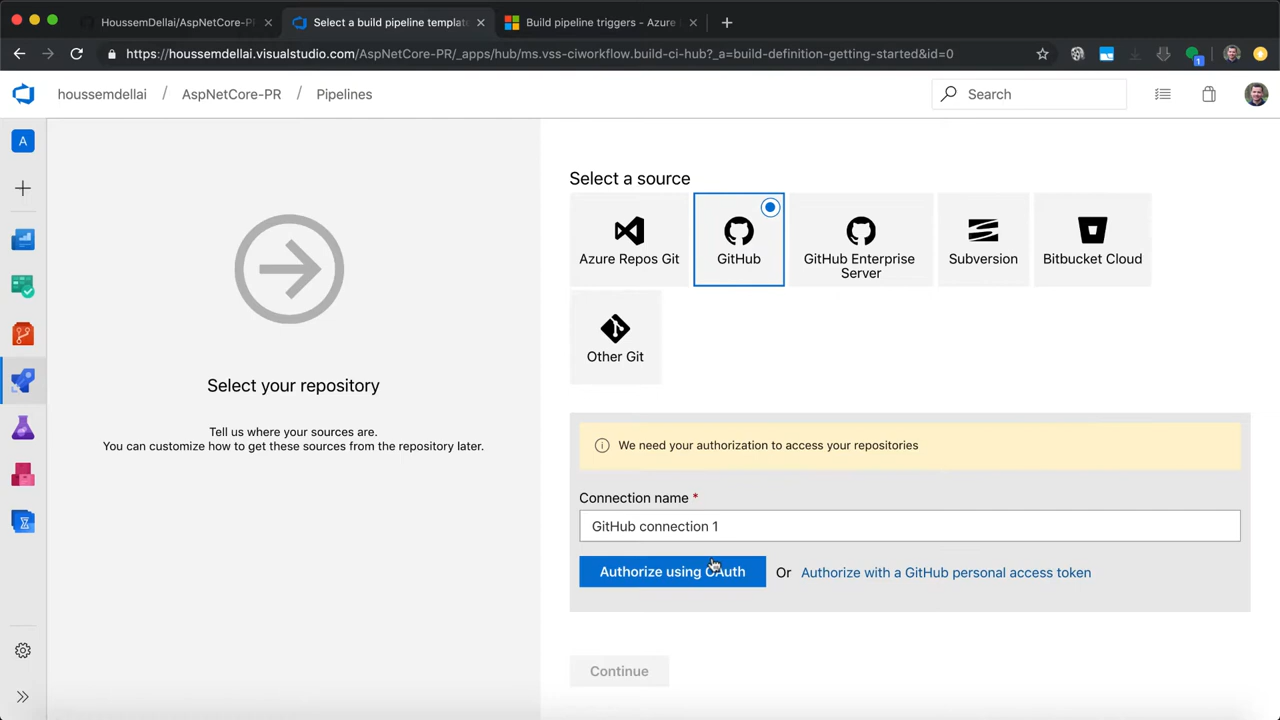 HoussemDellai/AspNetCore-PR
Select a build pipeline templat
Build pipeline triggers - Azure
https://houssemdellai.visualstudio.com/AspNetCore-PR/_apps/hub/ms.vss-ciworkflow.build-ci-hub?_a=build-definition-getting-started&id=0
1
houssemdellai / AspNetCore-PR / Pipelines
Search
A
Select a source
Azure Repos Git
GitHub
GitHub Enterprise
Server
Subversion
Bitbucket Cloud
Other Git
Select your repository
Tell us where your sources are.
You can customize how to get these sources from the repository later.
We need your authorization to access your repositories
Connection name *
GitHub connection 1
Authorize using OAuth Or Authorize with a GitHub personal access token
Continue